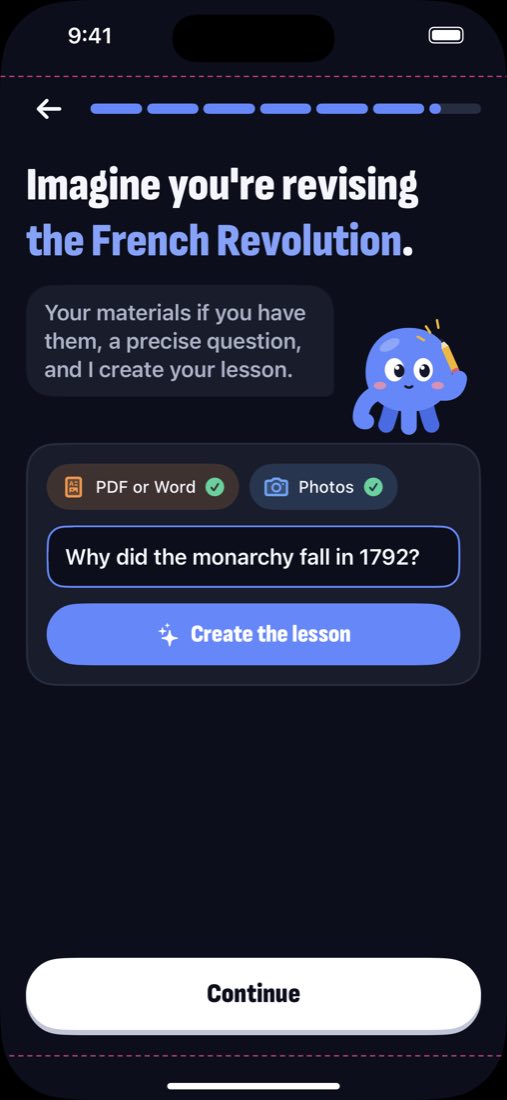 9:41
Imagine you're revising
the French Revolution.
Your materials if you have
them, a precise question,
and I create your lesson.
PDF or Word
Photos
Why did the monarchy fall in 1792?
Create the lesson
Continue